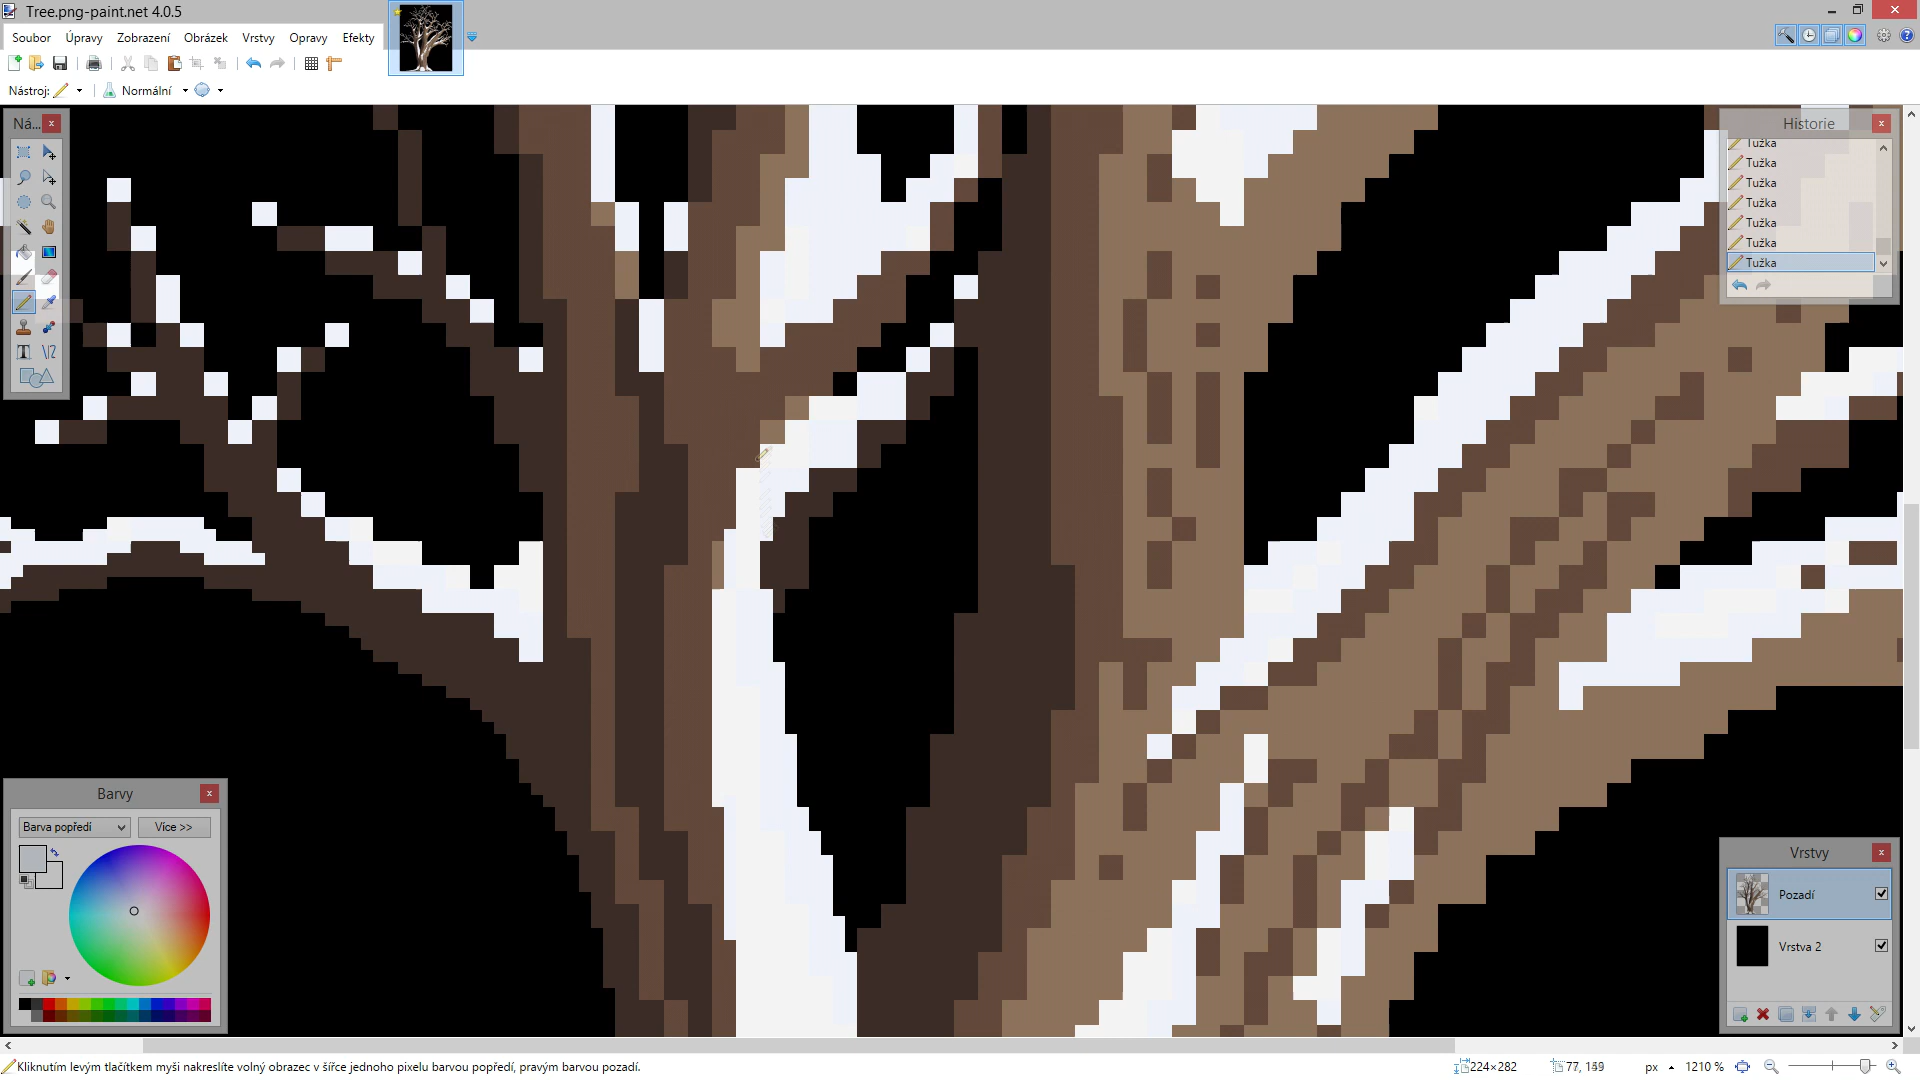 Tree.png-paint.net 4.0.5
Soubor Úpravy Zobrazení Obrázek Vrstvy Opravy Efekty
Nástroj: Normální
Ná...
Historie
Tužka
Tužka
Tužka
Tužka
Tužka
Tužka
Tužka
Barvy
Barva popředí Více >>
Vrstvy
Pozadí
Vrstva 2
Kliknutím levým tlačítkem myši nakreslíte volný obrazec v šířce jednoho pixelu barvou popředí, pravým barvou pozadí.
224×282 px 1210 %